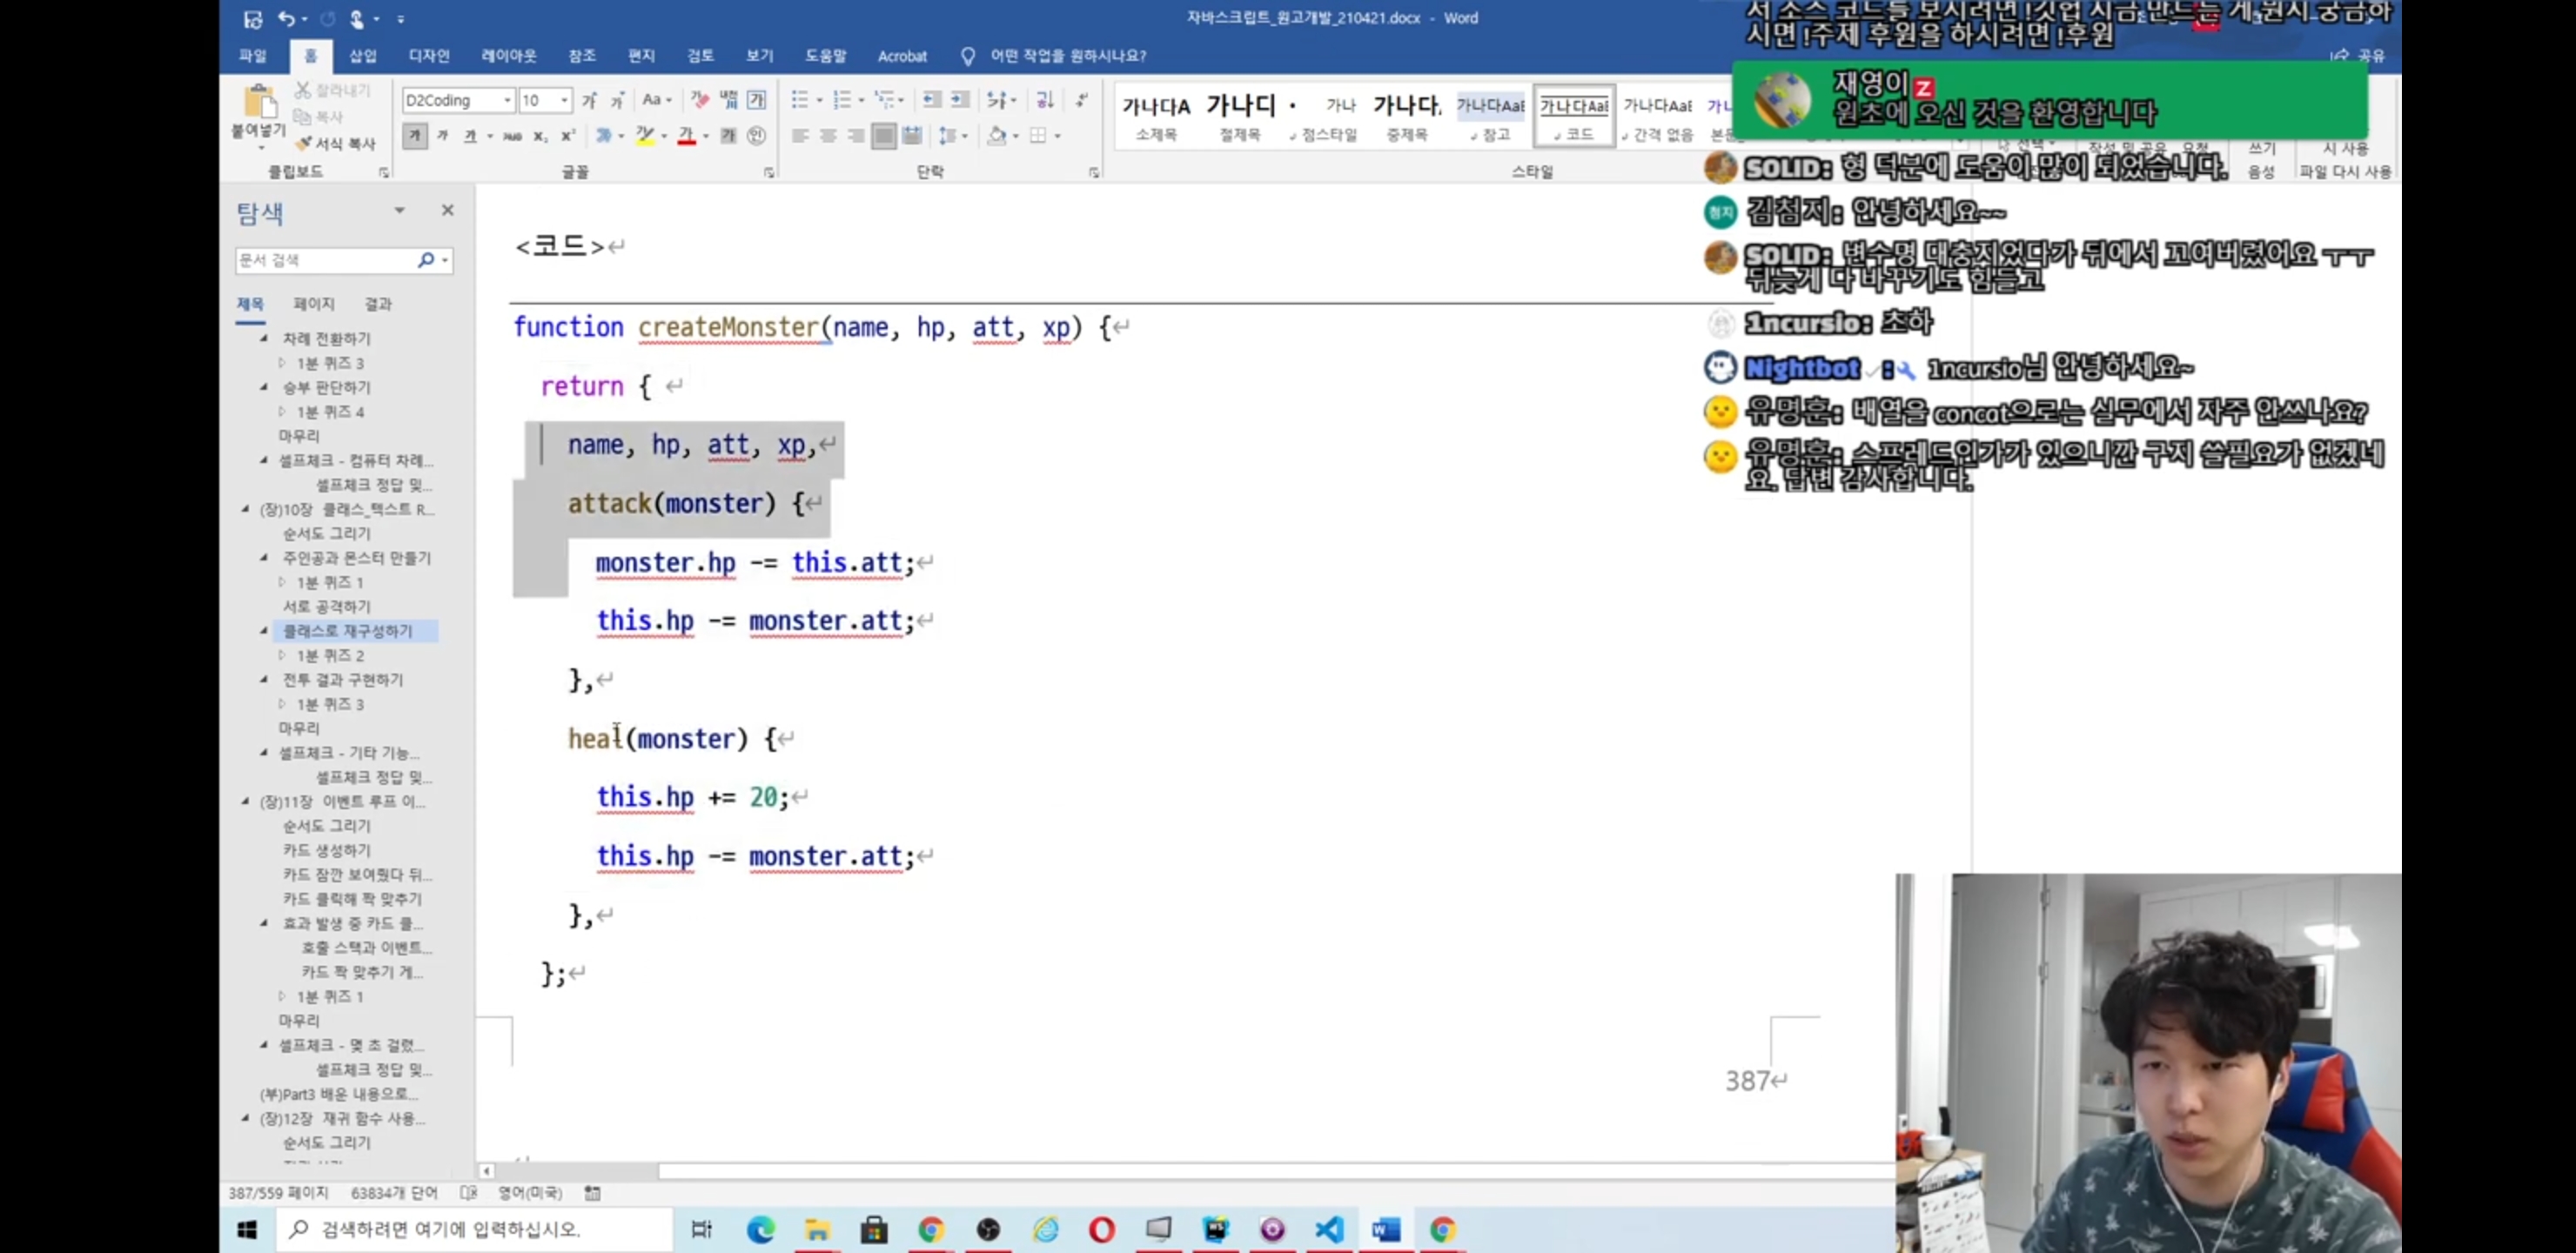 자바스크립트_원고개발_210421.docx - Word
파일 홈 삽입 디자인 레이아웃 참조 편지 검토 보기 도움말 Acrobat 어떤 작업을 원하시나요?
공유
붙여넣기
잘라내기
복사
서식 복사
클립보드
D2Coding 10
글꼴
단락
가나다A 가나다 가나 가나다, 가나다AaE 가나다AaE 가나다AaE
소제목 절제목 점스타일 중제목 참고 코드 간격 없음
스타일
쓰기 시 사용
음성 파일 다시 사용
시면 !주제 후원을 하시려면 !후원
재영이
원초에 오신 것을 환영합니다
SOLID: 형 덕분에 도움이 많이 되었습니다.
첨지 김첨지: 안녕하세요~~
SOLID: 변수명 대충지었다가 뒤에서 꼬여버렸어요 ㅜㅜ
뒤늦게 다 바꾸기도 힘들고
1ncursio: 초하
Nightbot: 1ncursio님 안녕하세요~
유명훈: 배열을 concat으로는 실무에서 자주 안쓰나요?
유명훈: 스프레드인가가 있으니깐 구지 쓸필요가 없겠네
요. 답변 감사합니다.
탐색
문서 검색
제목 페이지 결과
차례 전환하기
1분 퀴즈 3
승부 판단하기
1분 퀴즈 4
마무리
셀프체크 - 컴퓨터 차례...
셀프체크 정답 및...
(장)10장 클래스_텍스트 R...
순서도 그리기
주인공과 몬스터 만들기
1분 퀴즈 1
서로 공격하기
클래스로 재구성하기
1분 퀴즈 2
전투 결과 구현하기
1분 퀴즈 3
마무리
셀프체크 - 기타 기능...
셀프체크 정답 및...
(장)11장 이벤트 루프 이...
순서도 그리기
카드 생성하기
카드 잠깐 보여줬다 뒤...
카드 클릭해 짝 맞추기
효과 발생 중 카드 클...
호출 스택과 이벤트...
카드 짝 맞추기 게...
1분 퀴즈 1
마무리
셀프체크 - 몇 초 걸렸...
셀프체크 정답 및...
(부)Part3 배운 내용으로...
(장)12장 재귀 함수 사용...
순서도 그리기
<코드>
function createMonster(name, hp, att, xp) {
return {
name, hp, att, xp,
attack(monster) {
monster.hp -= this.att;
this.hp -= monster.att;
},
heal(monster) {
this.hp += 20;
this.hp -= monster.att;
},
};
387
387/559 페이지 63834개 단어 영어(미국)
검색하려면 여기에 입력하십시오.